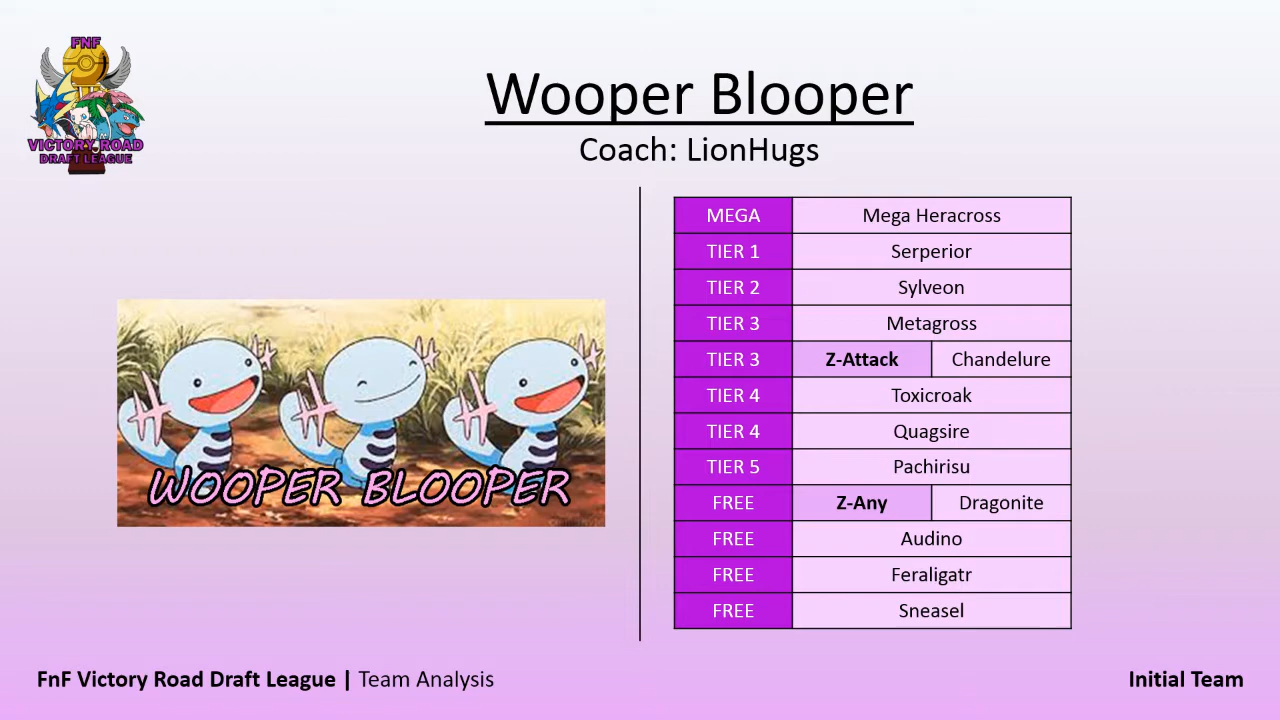 FNF
VICTORY ROAD
DRAFT LEAGUE
Wooper Blooper
Coach: LionHugs
WOOPER BLOOPER
MEGA Mega Heracross
TIER 1 Serperior
TIER 2 Sylveon
TIER 3 Metagross
TIER 3 Z-Attack Chandelure
TIER 4 Toxicroak
TIER 4 Quagsire
TIER 5 Pachirisu
FREE Z-Any Dragonite
FREE Audino
FREE Feraligatr
FREE Sneasel
FnF Victory Road Draft League | Team Analysis
Initial Team